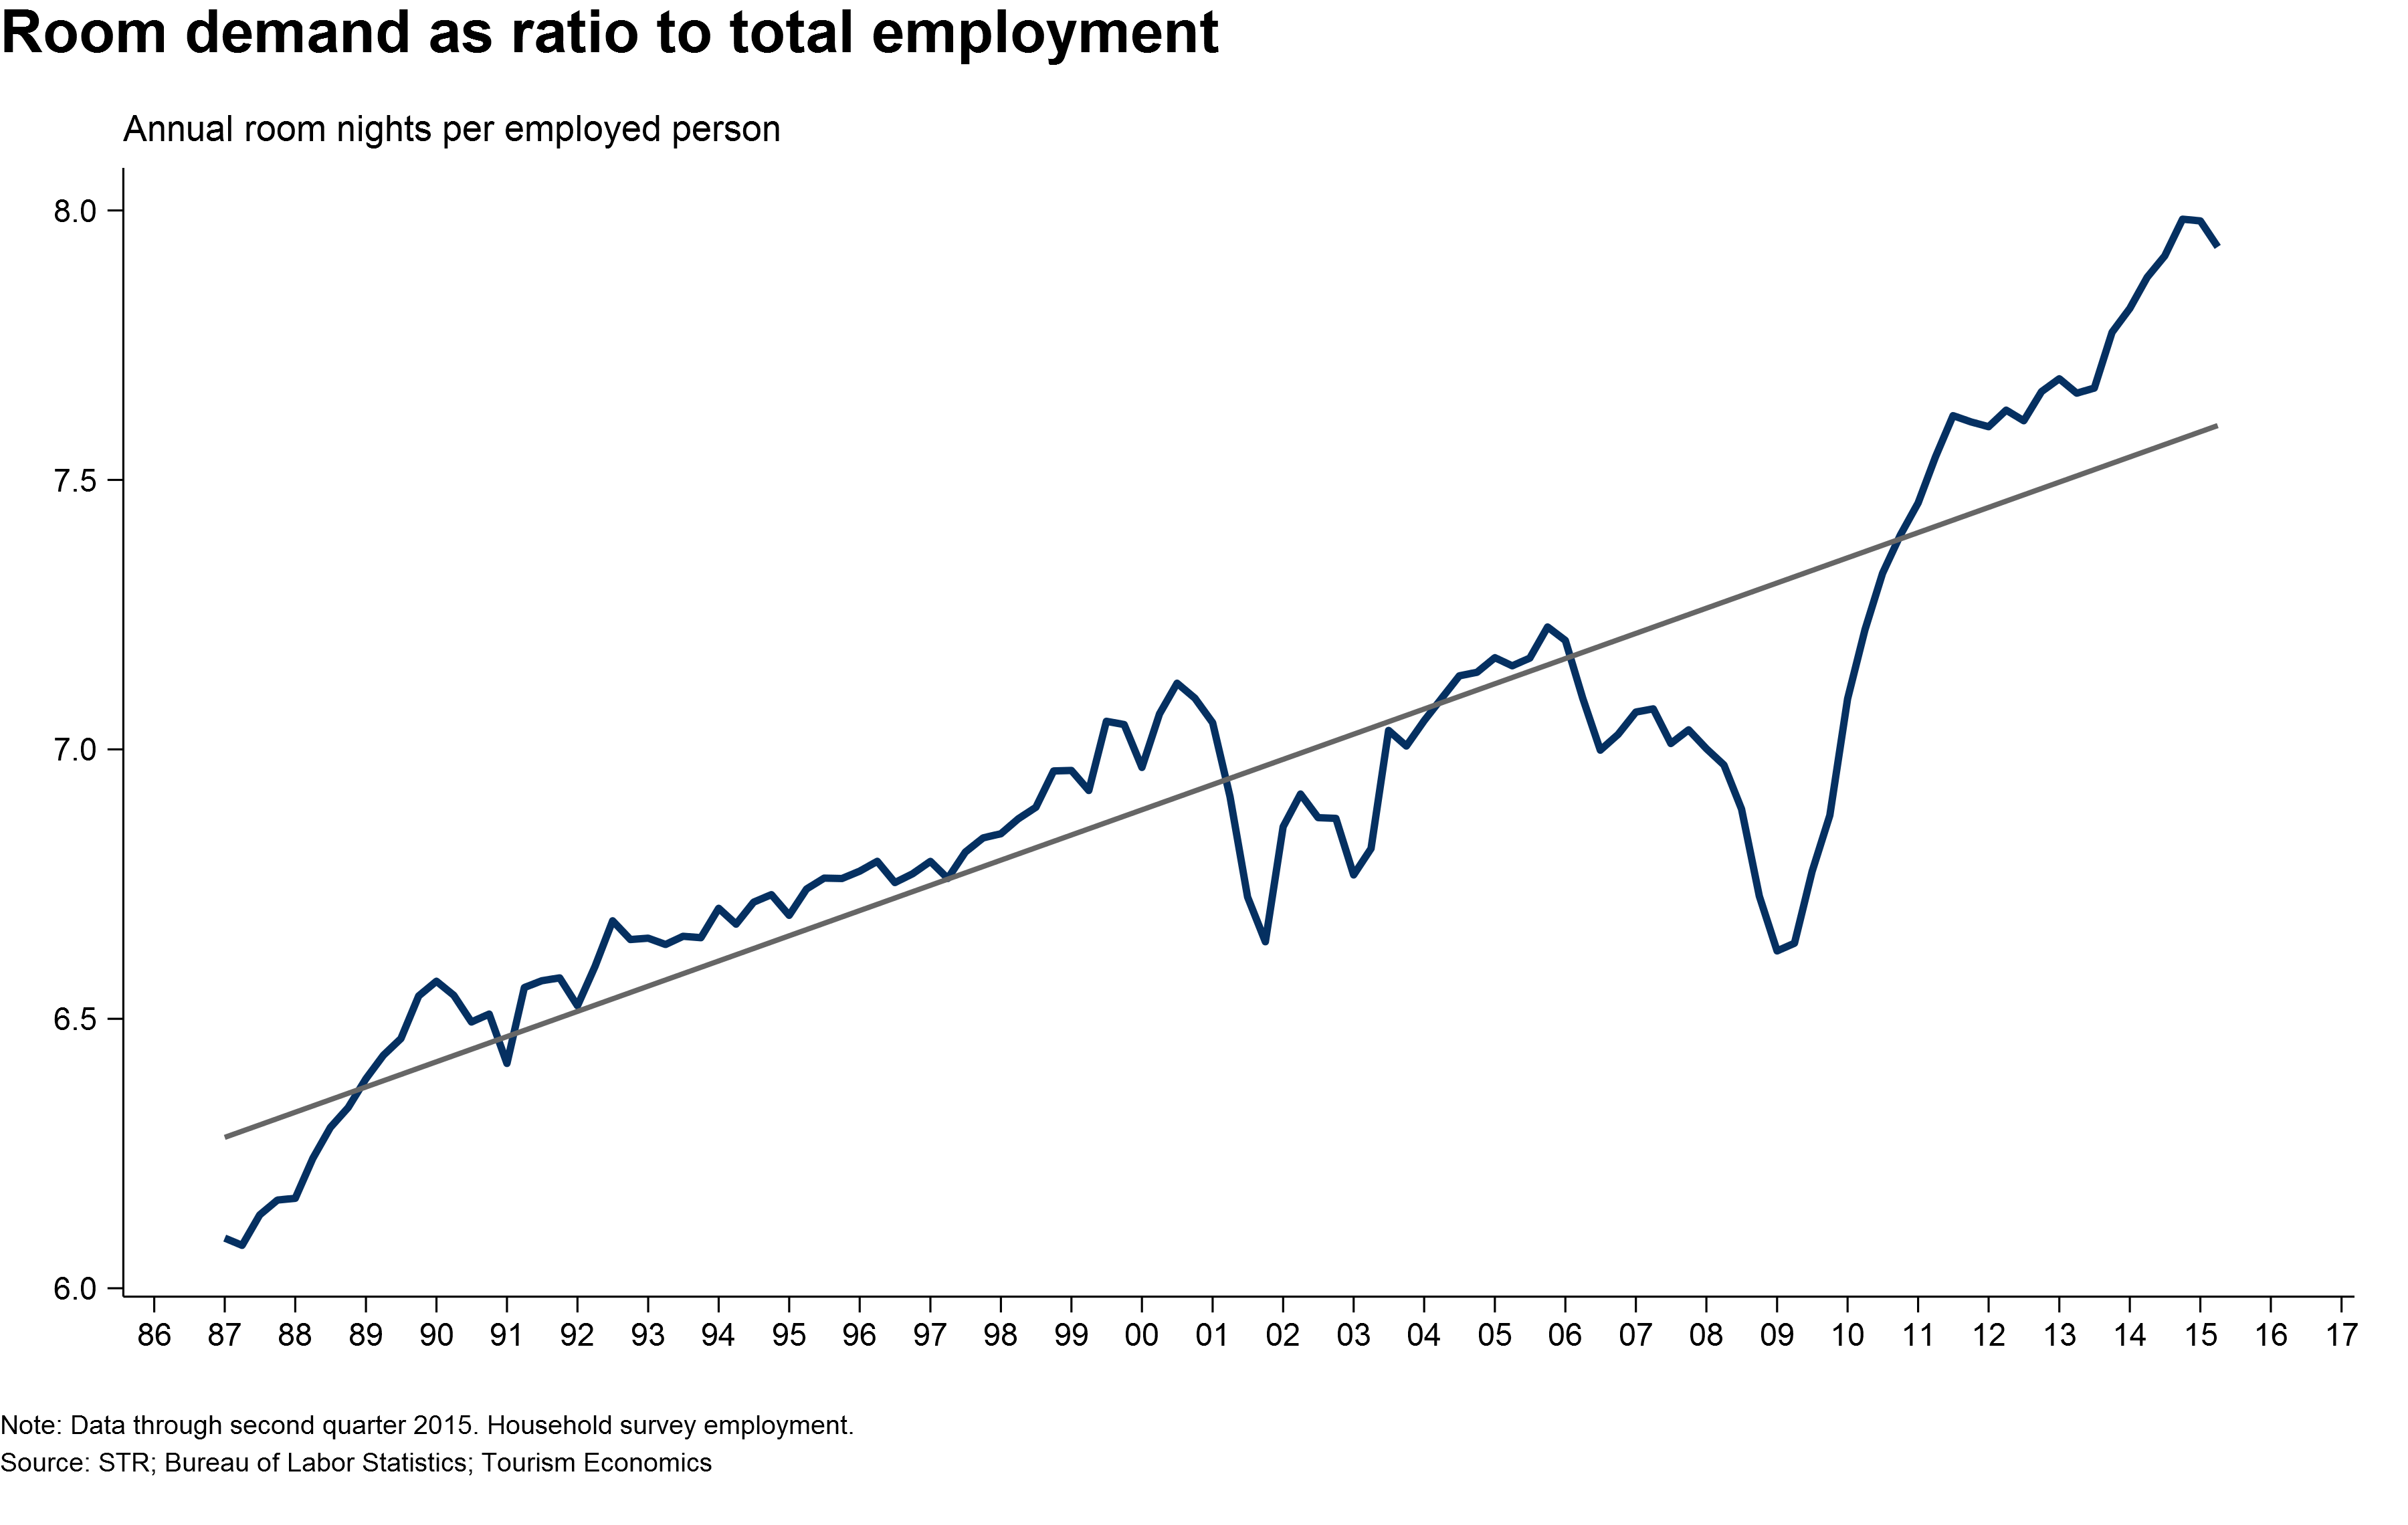 Room demand as ratio to total employment
Annual room nights per employed person
8.0
7.5
7.0
6.5
6.0
86 87 88 89 90 91 92 93 94 95 96 97 98 99 00 01 02 03 04 05 06 07 08 09 10 11 12 13 14 15 16 17
Note: Data through second quarter 2015. Household survey employment.
Source: STR; Bureau of Labor Statistics; Tourism Economics